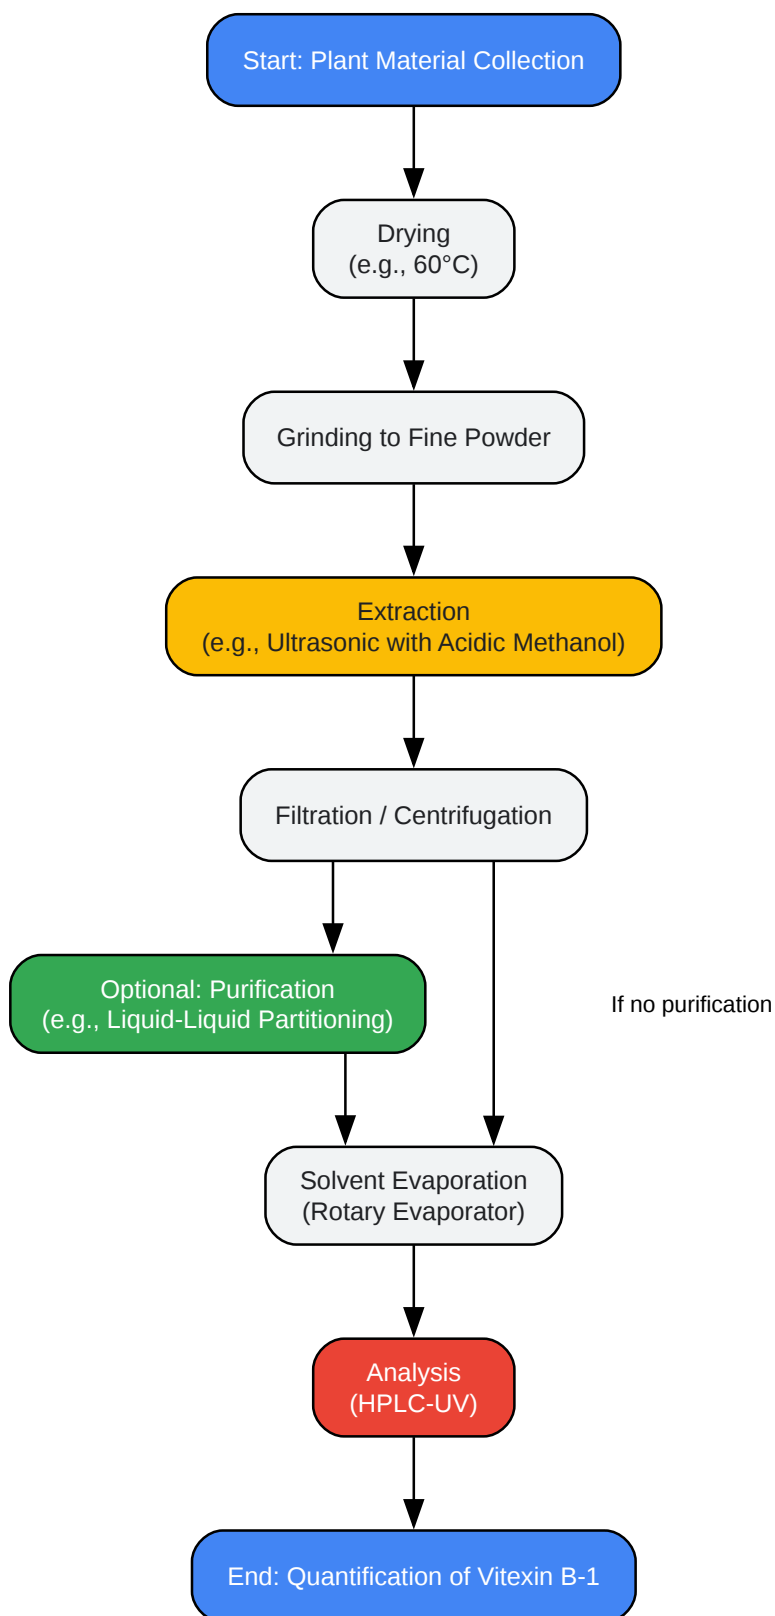 Start: Plant Material Collection
Drying
(e.g., 60°C)
Grinding to Fine Powder
Extraction
(e.g., Ultrasonic with Acidic Methanol)
Filtration / Centrifugation
Optional: Purification
(e.g., Liquid-Liquid Partitioning)
If no purification
Solvent Evaporation
(Rotary Evaporator)
Analysis
(HPLC-UV)
End: Quantification of Vitexin B-1